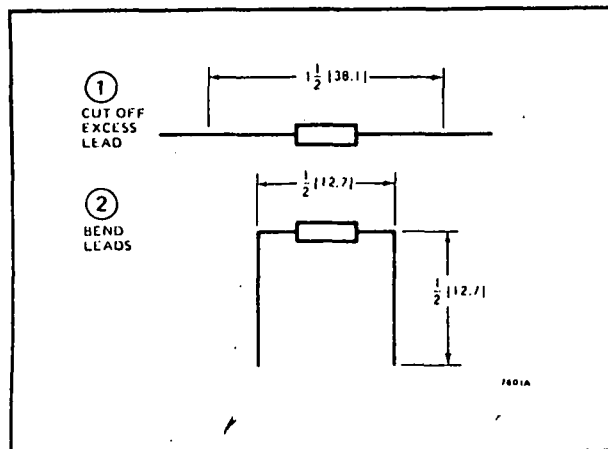 1
CUT OFF
EXCESS
LEAD
1 1/2 [38.1]
2
BEND
LEADS
1/2 [12.7]
1/2 [12.7]
7601A